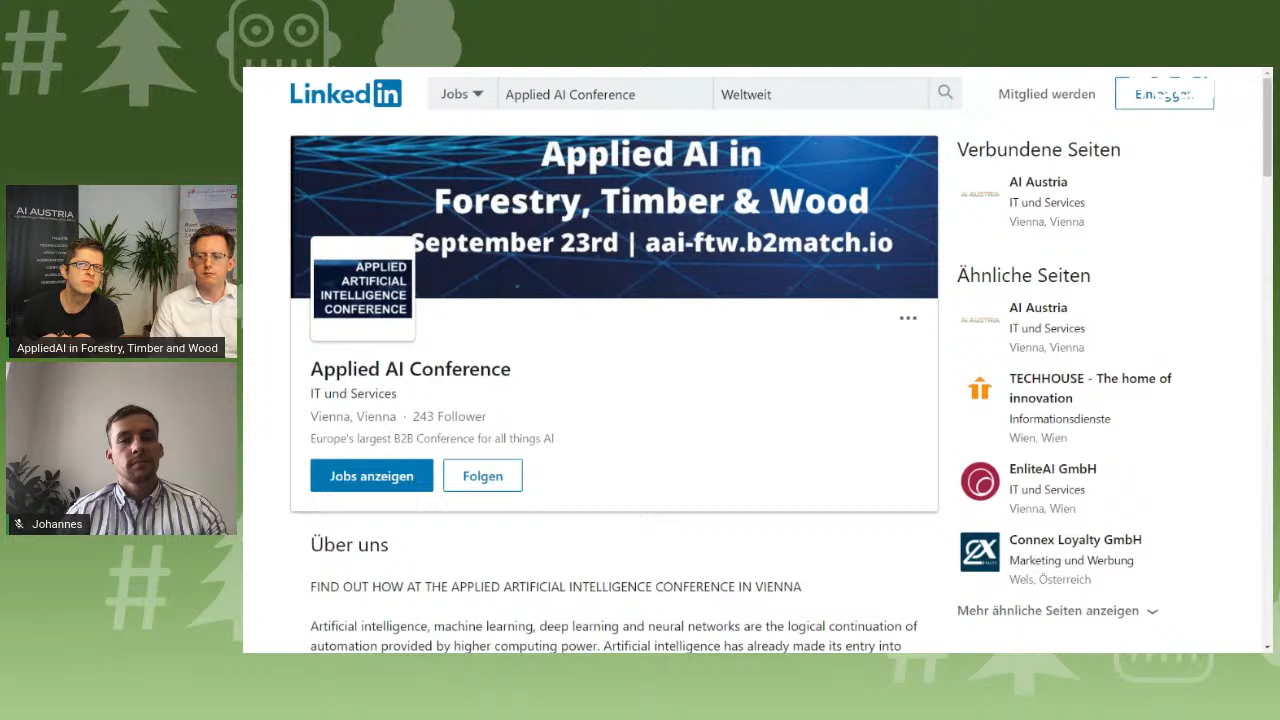 #
LinkedIn
Jobs
Applied AI Conference
Weltweit
Mitglied werden
Einloggen
Applied AI in
Forestry, Timber & Wood
September 23rd | aai-ftw.b2match.io
APPLIED
ARTIFICIAL
INTELLIGENCE
CONFERENCE
Applied AI Conference
IT und Services
Vienna, Vienna · 243 Follower
Europe's largest B2B Conference for all things AI
Jobs anzeigen
Folgen
Über uns
FIND OUT HOW AT THE APPLIED ARTIFICIAL INTELLIGENCE CONFERENCE IN VIENNA
Artificial intelligence, machine learning, deep learning and neural networks are the logical continuation of
automation provided by higher computing power. Artificial intelligence has already made its entry into
Verbundene Seiten
AI AUSTRIA
AI Austria
IT und Services
Vienna, Vienna
Ähnliche Seiten
AI AUSTRIA
AI Austria
IT und Services
Vienna, Vienna
TECHHOUSE - The home of
innovation
Informationsdienste
Wien, Wien
EnliteAI GmbH
IT und Services
Vienna, Wien
Connex Loyalty GmbH
Marketing und Werbung
Wels, Österreich
Mehr ähnliche Seiten anzeigen
AI AUSTRIA
AppliedAI in Forestry, Timber and Wood
Johannes
#